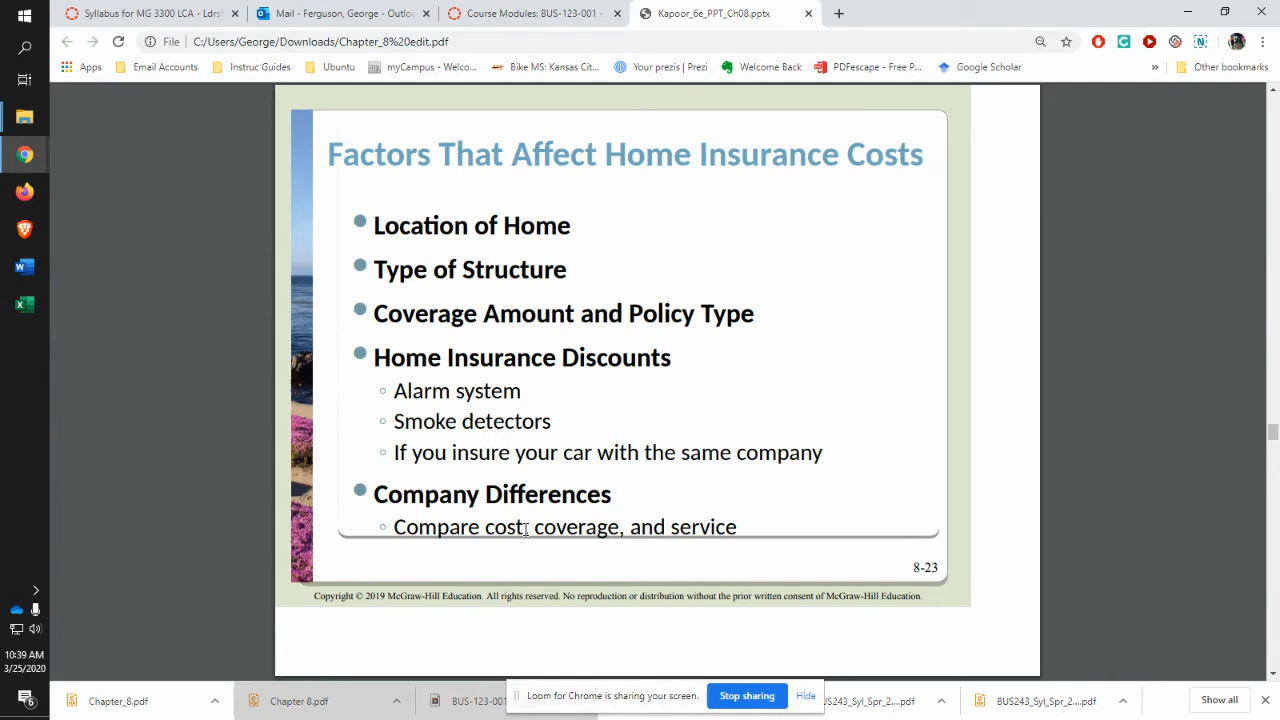 Syllabus for MG 3300 LCA - Ldrsh
Mail - Ferguson, George - Outloo
Course Modules: BUS-123-001 -
Kapoor_6e_PPT_Ch08.pptx
File C:/Users/George/Downloads/Chapter_8%20edit.pdf
Apps Email Accounts Instruc Guides Ubuntu myCampus - Welco... Bike MS: Kansas Cit... Your prezis | Prezi Welcome Back PDFescape - Free P... Google Scholar » Other bookmarks
Factors That Affect Home Insurance Costs
Location of Home
Type of Structure
Coverage Amount and Policy Type
Home Insurance Discounts
Alarm system
Smoke detectors
If you insure your car with the same company
Company Differences
Compare cost, coverage, and service
8-23
Copyright © 2019 McGraw-Hill Education. All rights reserved. No reproduction or distribution without the prior written consent of McGraw-Hill Education.
10:39 AM
3/25/2020
6
Chapter_8.pdf
Chapter 8.pdf
BUS-123-001
Loom for Chrome is sharing your screen. Stop sharing Hide
US243_Syl_Spr_2....pdf
BUS243_Syl_Spr_2....pdf
Show all